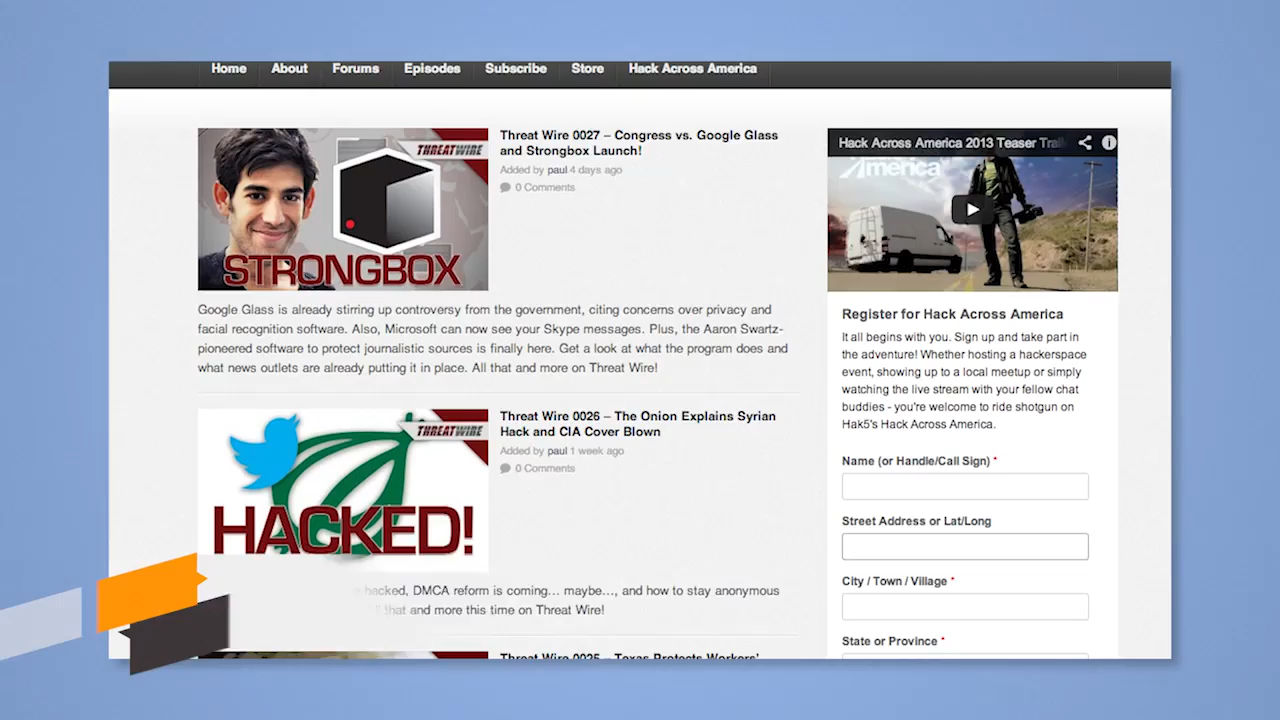 Home About Forums Episodes Subscribe Store Hack Across America
THREATWIRE
STRONGBOX
Threat Wire 0027 – Congress vs. Google Glass
and Strongbox Launch!
Added by paul 4 days ago
0 Comments
Google Glass is already stirring up controversy from the government, citing concerns over privacy and
facial recognition software. Also, Microsoft can now see your Skype messages. Plus, the Aaron Swartz-
pioneered software to protect journalistic sources is finally here. Get a look at what the program does and
what news outlets are already putting it in place. All that and more on Threat Wire!
THREATWIRE
HACKED!
Threat Wire 0026 – The Onion Explains Syrian
Hack and CIA Cover Blown
Added by paul 1 week ago
0 Comments
hacked, DMCA reform is coming… maybe…, and how to stay anonymous
that and more this time on Threat Wire!
Threat Wire 0025 – Texas Protects Workers'
Hack Across America 2013 Teaser Trail
America
Register for Hack Across America
It all begins with you. Sign up and take part in
the adventure! Whether hosting a hackerspace
event, showing up to a local meetup or simply
watching the live stream with your fellow chat
buddies - you're welcome to ride shotgun on
Hak5's Hack Across America.
Name (or Handle/Call Sign) *
Street Address or Lat/Long
City / Town / Village *
State or Province *